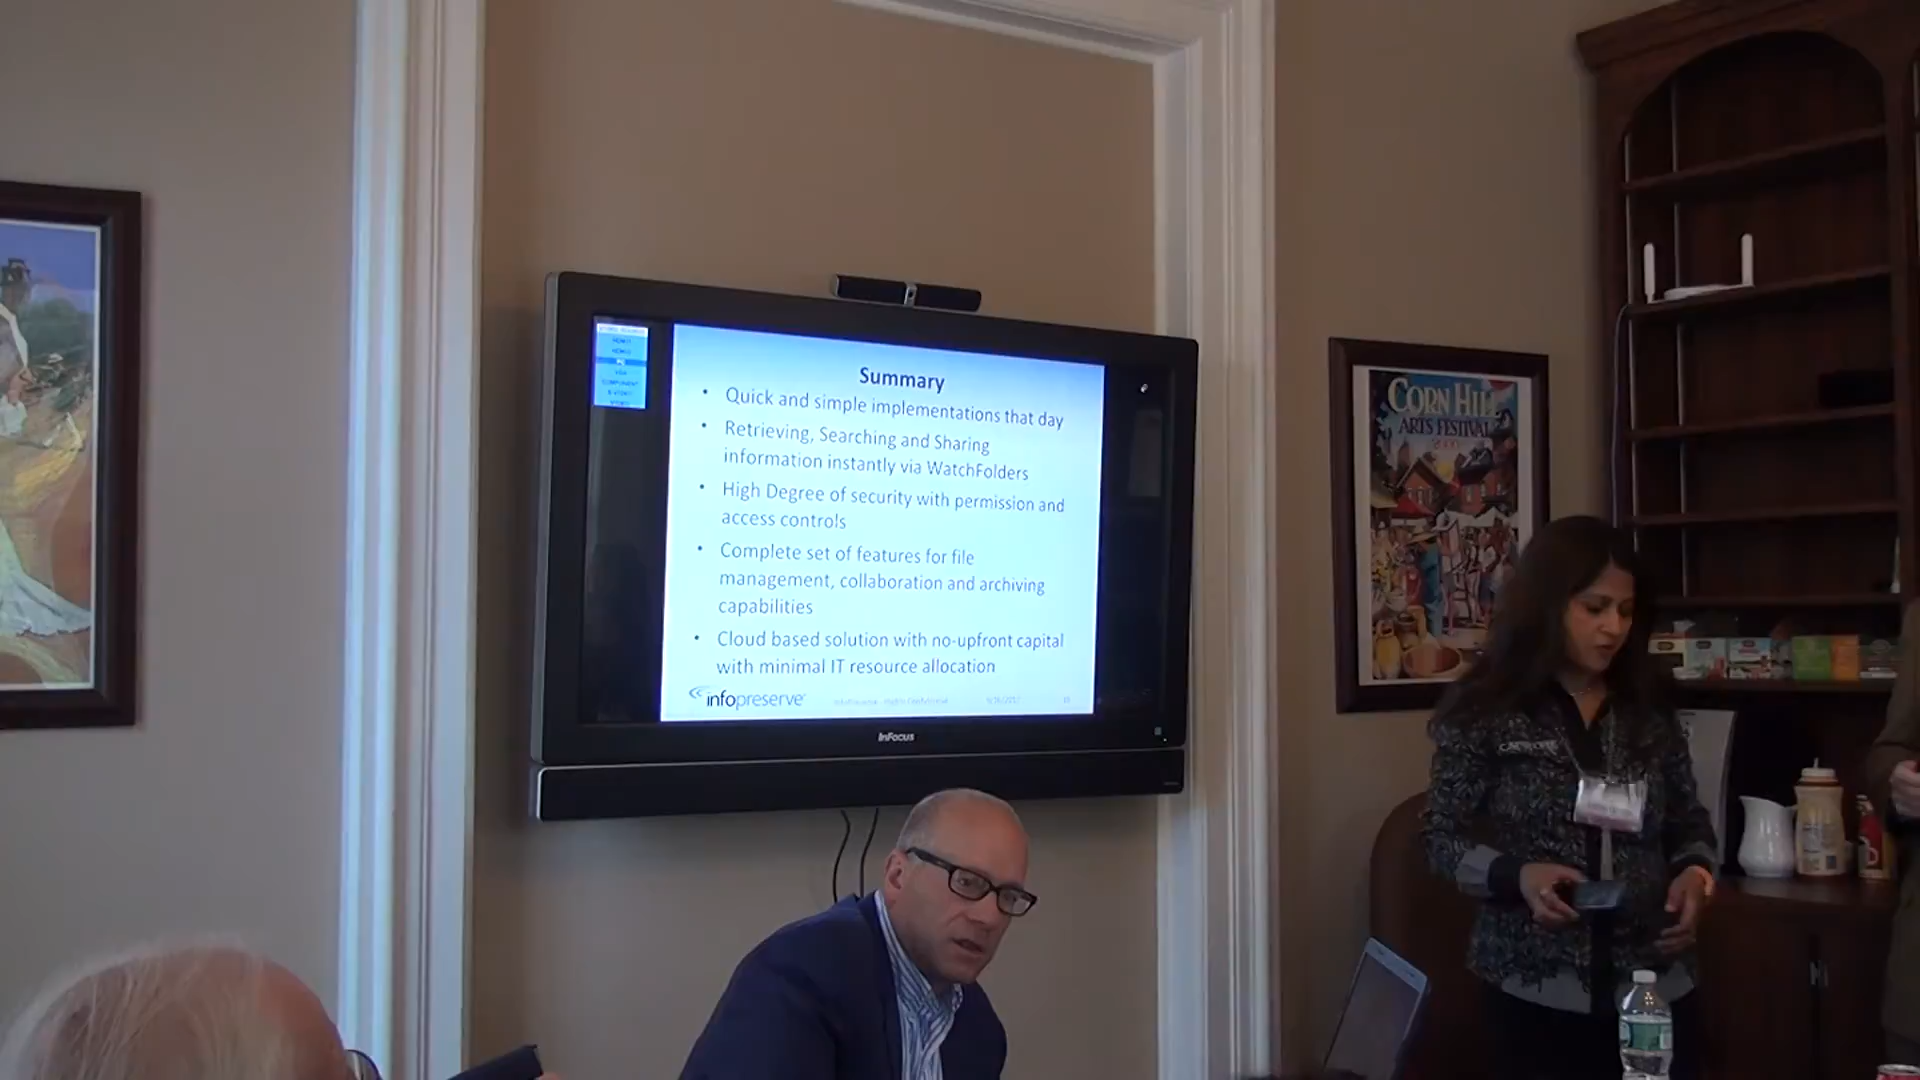 Summary
• Quick and simple implementations that day
• Retrieving, Searching and Sharing
information instantly via WatchFolders
• High Degree of security with permission and
access controls
• Complete set of features for file
management, collaboration and archiving
capabilities
• Cloud based solution with no-upfront capital
with minimal IT resource allocation
infopreserve
InFocus
CORN HILL
ARTS FESTIVAL
2000